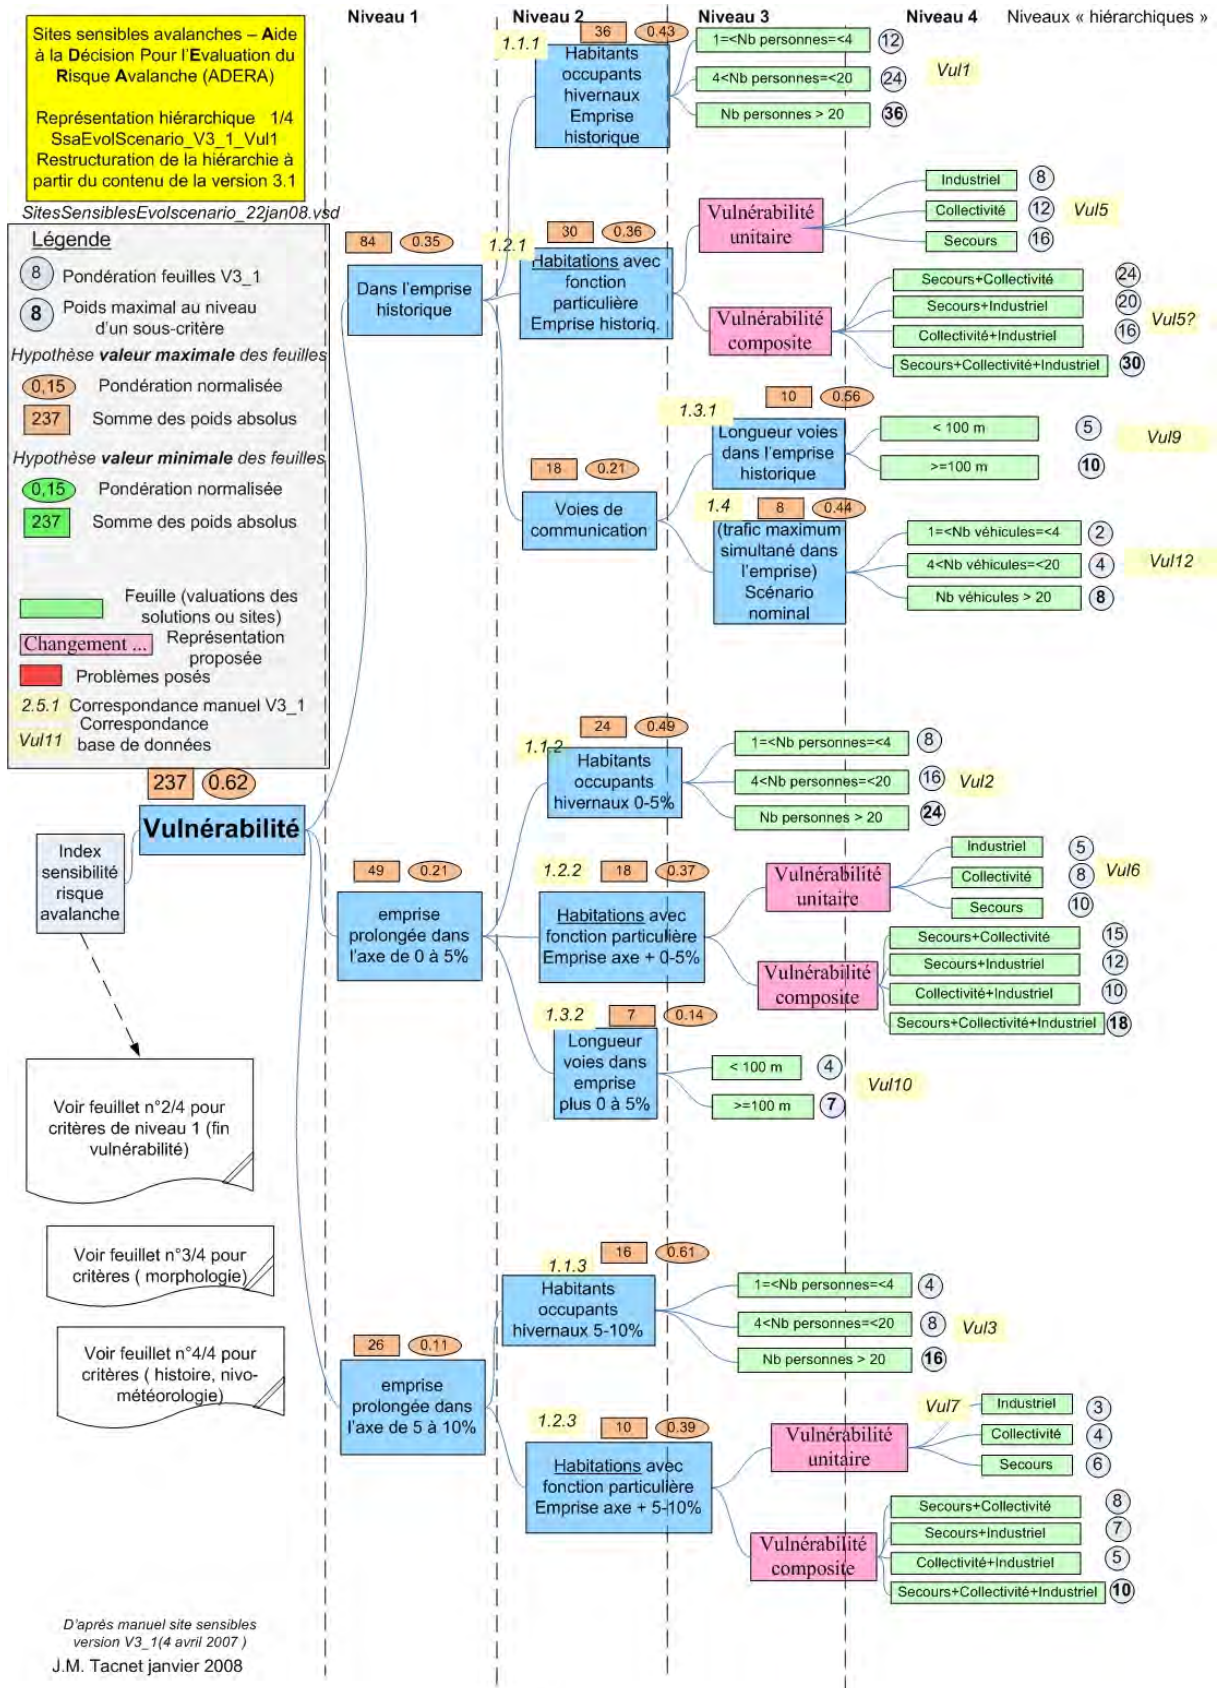 Niveau 1
Niveau 2
Niveau 3
Niveau 4
Niveaux « hiérarchiques »
Sites sensibles avalanches – Aide
à la Décision Pour l'Evaluation du
Risque Avalanche (ADERA)
Représentation hiérarchique 1/4
SsaEvolScenario_V3_1_Vul1
Restructuration de la hiérarchie à
partir du contenu de la version 3.1
SitesSensiblesEvolscenario_22jan08.vsd
Légende
8 Pondération feuilles V3_1
8 Poids maximal au niveau
d'un sous-critère
Hypothèse valeur maximale des feuilles
0,15 Pondération normalisée
237 Somme des poids absolus
Hypothèse valeur minimale des feuilles
0,15 Pondération normalisée
237 Somme des poids absolus
Feuille (valuations des
solutions ou sites)
Changement ... Représentation
proposée
Problèmes posés
2.5.1 Correspondance manuel V3_1
Vul11 Correspondance
base de données
237 0.62
Vulnérabilité
Index
sensibilité
risque
avalanche
Voir feuillet n°2/4 pour
critères de niveau 1 (fin
vulnérabilité)
Voir feuillet n°3/4 pour
critères ( morphologie)
Voir feuillet n°4/4 pour
critères ( histoire, nivo-
météorologie)
84 0.35
Dans l'emprise
historique
1.1.1
36 0.43
Habitants
occupants
hivernaux
Emprise
historique
1=<Nb personnes=<4 12
4<Nb personnes=<20 24
Nb personnes > 20 36
Vul1
1.2.1
30 0.36
Habitations avec
fonction
particulière
Emprise historiq.
Vulnérabilité
unitaire
Industriel 8
Collectivité 12
Secours 16
Vul5
Vulnérabilité
composite
Secours+Collectivité 24
Secours+Industriel 20
Collectivité+Industriel 16
Secours+Collectivité+Industriel 30
Vul5?
18 0.21
Voies de
communication
1.3.1
10 0.56
Longueur voies
dans l'emprise
historique
< 100 m 5
>=100 m 10
Vul9
1.4
8 0.44
(trafic maximum
simultané dans
l'emprise)
Scénario
nominal
1=<Nb véhicules=<4 2
4<Nb véhicules=<20 4
Nb véhicules > 20 8
Vul12
49 0.21
emprise
prolongée dans
l'axe de 0 à 5%
1.1.2
24 0.49
Habitants
occupants
hivernaux 0-5%
1=<Nb personnes=<4 8
4<Nb personnes=<20 16
Nb personnes > 20 24
Vul2
1.2.2
18 0.37
Habitations avec
fonction particulière
Emprise axe + 0-5%
Vulnérabilité
unitaire
Industriel 5
Collectivité 8
Secours 10
Vul6
Vulnérabilité
composite
Secours+Collectivité 15
Secours+Industriel 12
Collectivité+Industriel 10
Secours+Collectivité+Industriel 18
1.3.2
7 0.14
Longueur
voies dans
emprise
plus 0 à 5%
< 100 m 4
>=100 m 7
Vul10
26 0.11
emprise
prolongée dans
l'axe de 5 à 10%
1.1.3
16 0.61
Habitants
occupants
hivernaux 5-10%
1=<Nb personnes=<4 4
4<Nb personnes=<20 8
Nb personnes > 20 16
Vul3
1.2.3
10 0.39
Habitations avec
fonction particulière
Emprise axe + 5-10%
Vulnérabilité
unitaire
Vul7
Industriel 3
Collectivité 4
Secours 6
Vulnérabilité
composite
Secours+Collectivité 8
Secours+Industriel 7
Collectivité+Industriel 5
Secours+Collectivité+Industriel 10
D'après manuel site sensibles
version V3_1(4 avril 2007 )
J.M. Tacnet janvier 2008